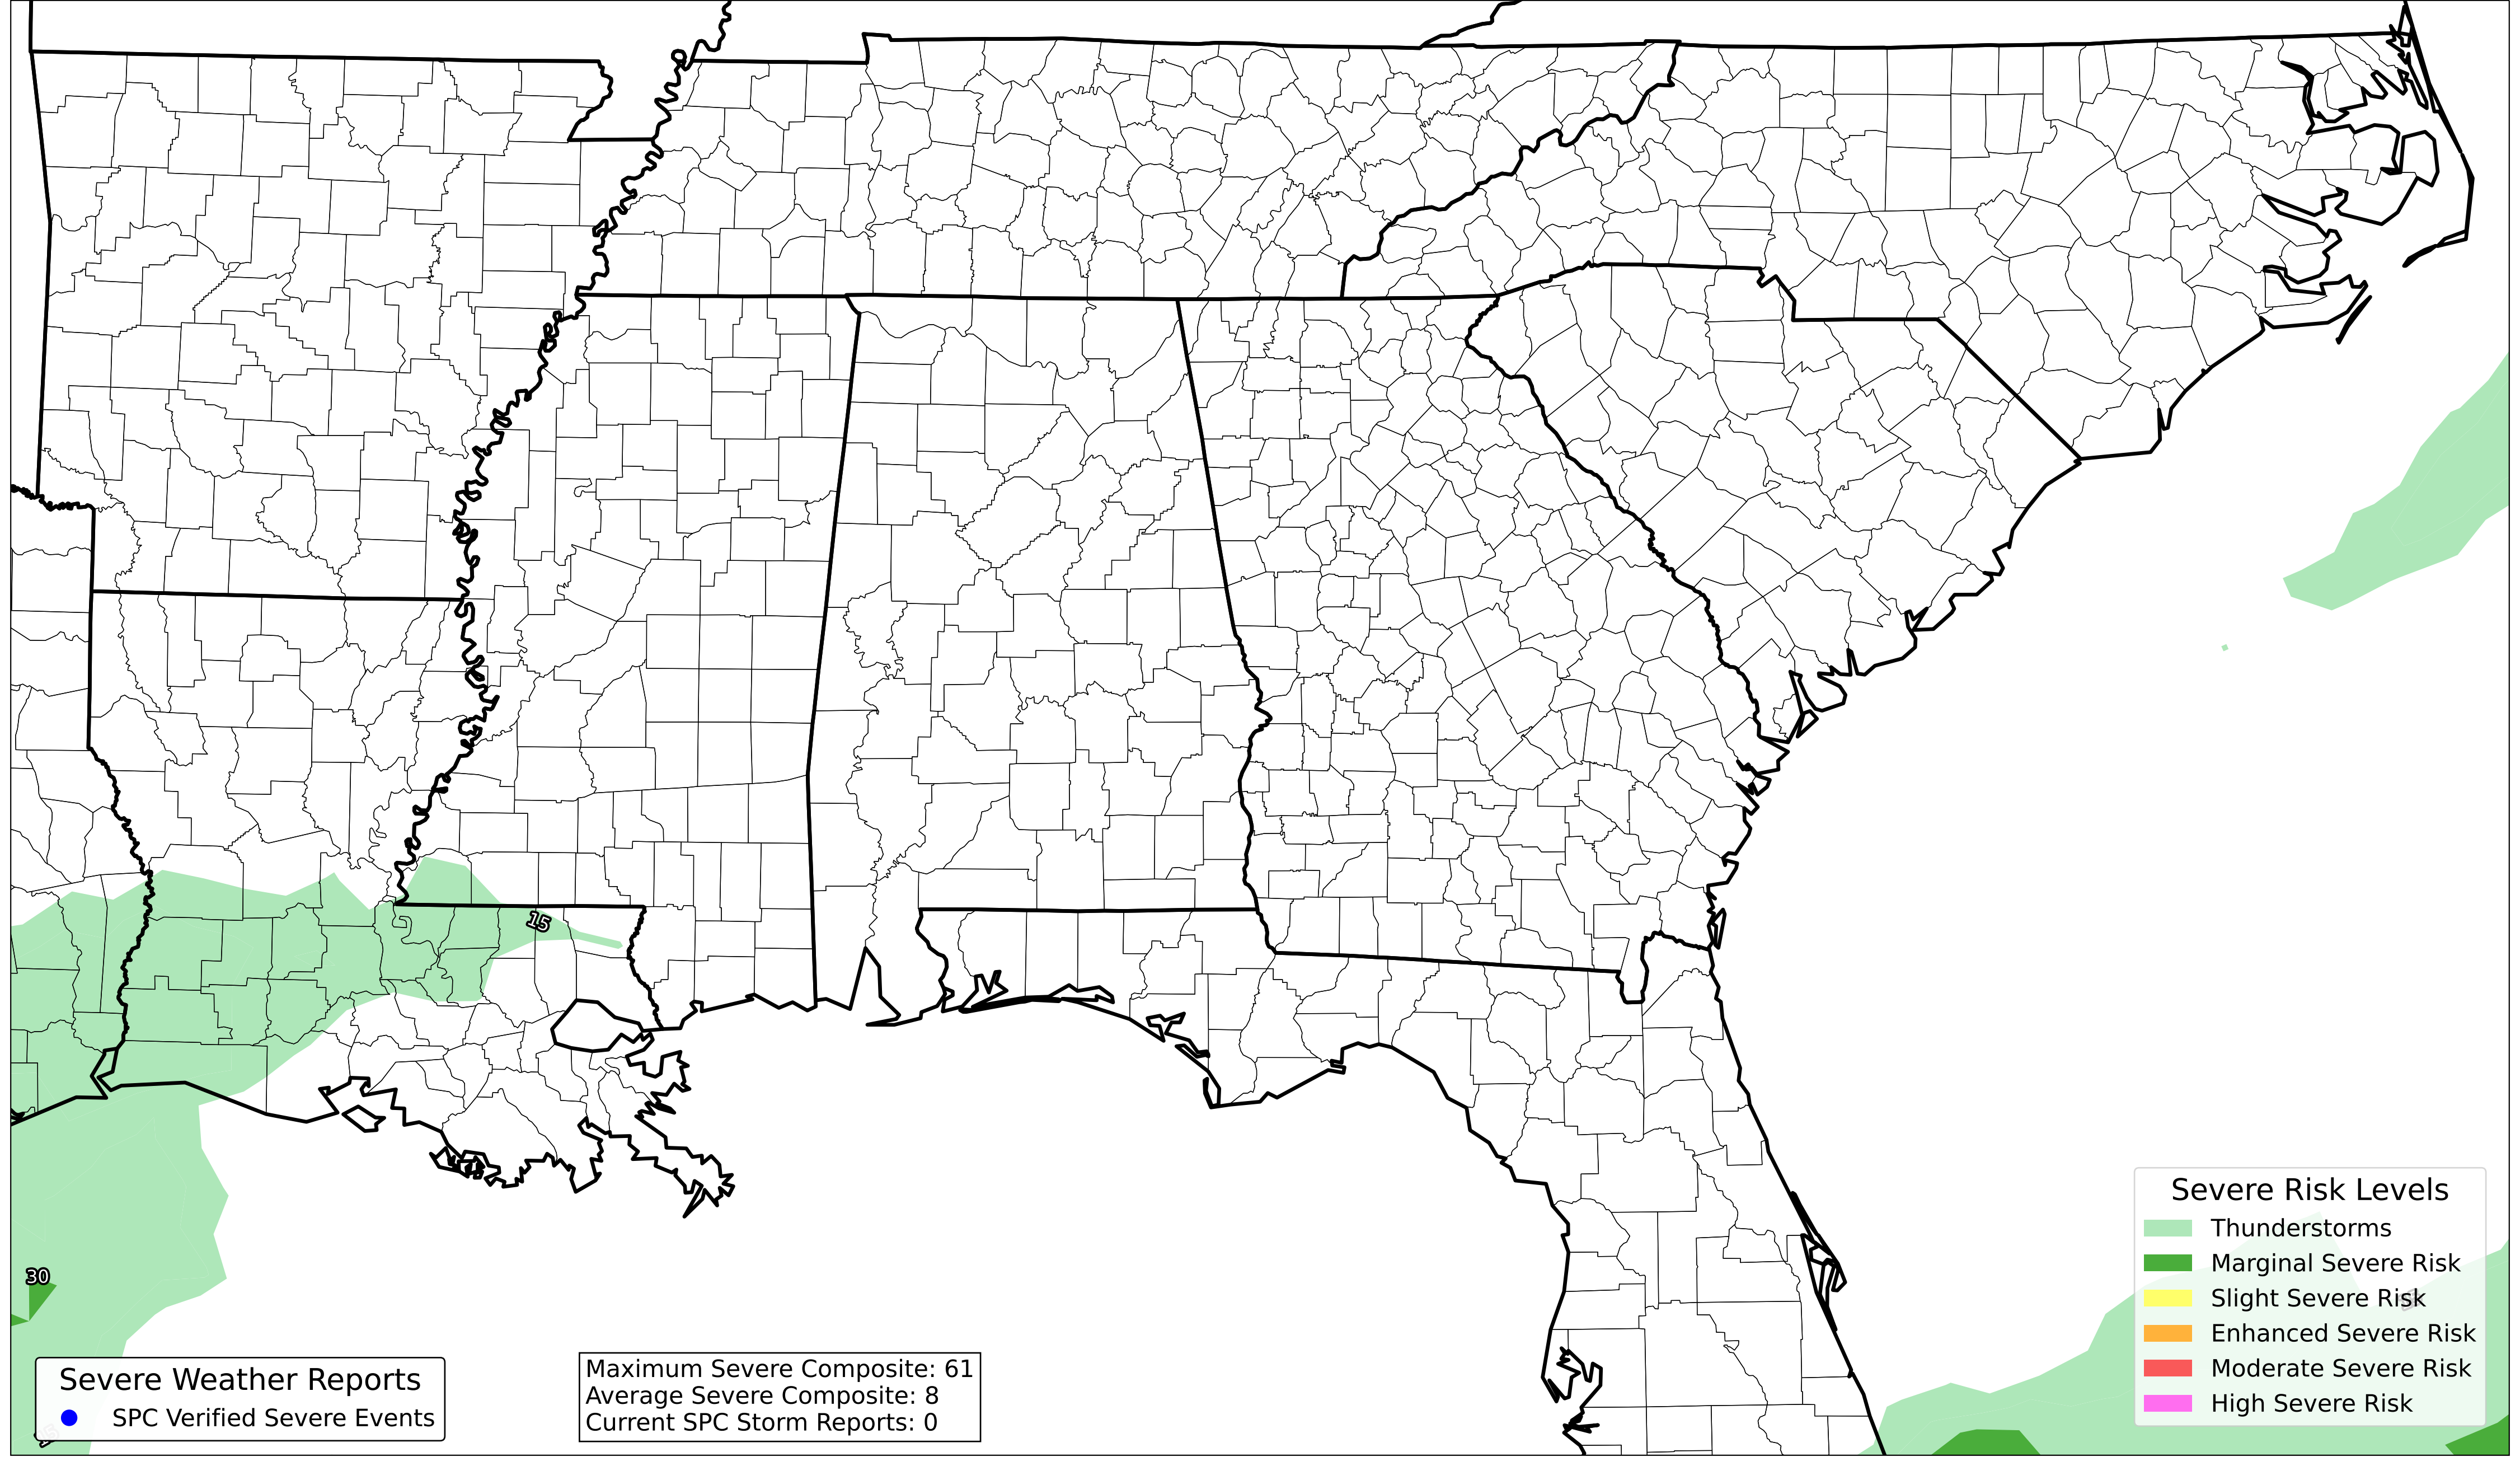 15
30
Severe Weather Reports
SPC Verified Severe Events
Maximum Severe Composite: 61
Average Severe Composite: 8
Current SPC Storm Reports: 0
Severe Risk Levels
Thunderstorms
Marginal Severe Risk
Slight Severe Risk
Enhanced Severe Risk
Moderate Severe Risk
High Severe Risk